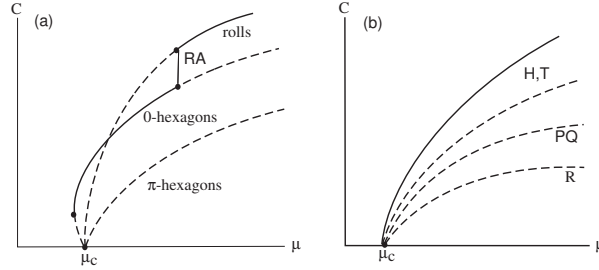 C
(a)
rolls
RA
0-hexagons
π-hexagons
μ
μc
C
(b)
H,T
PQ
R
μ
μc